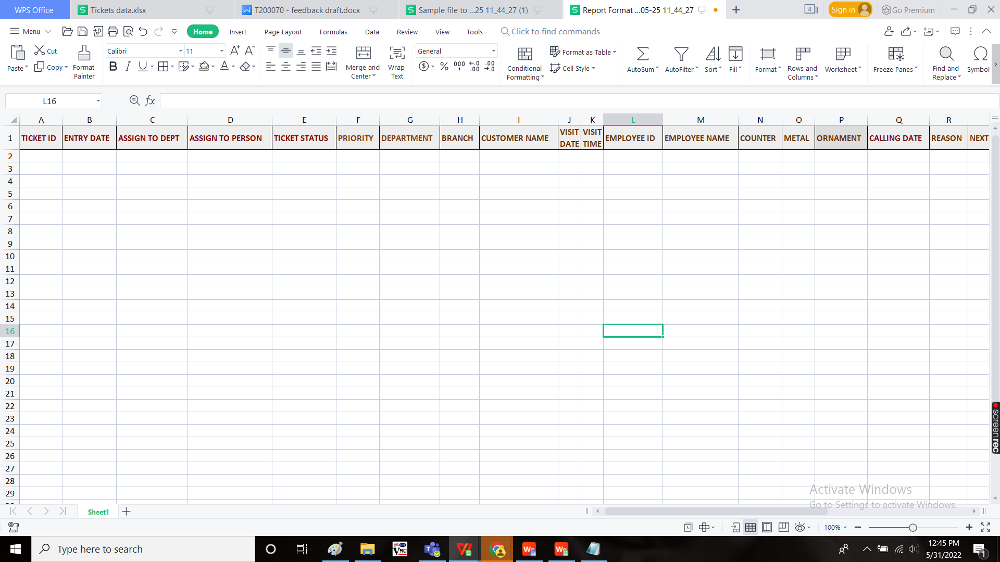 WPS Office
Tickets data.xlsx
T200070 - feedback draft.docx
Sample file to ...25 11_44_27 (1)
Report Format ...05-25 11_44_27
4
Sign in
Go Premium
Menu
Home
Insert
Page Layout
Formulas
Data
Review
View
Tools
Click to find commands
Paste
Cut
Copy
Format
Painter
Calibri
11
Merge and
Center
Wrap
Text
General
Conditional
Formatting
Format as Table
Cell Style
AutoSum
AutoFilter
Sort
Fill
Format
Rows and
Columns
Worksheet
Freeze Panes
Find and
Replace
Symbol
L16
fx
A B C D E F G H I J K L M N O P Q R
1 TICKET ID ENTRY DATE ASSIGN TO DEPT ASSIGN TO PERSON TICKET STATUS PRIORITY DEPARTMENT BRANCH CUSTOMER NAME VISIT DATE VISIT TIME EMPLOYEE ID EMPLOYEE NAME COUNTER METAL ORNAMENT CALLING DATE REASON NEXT
2
3
4
5
6
7
8
9
10
11
12
13
14
15
16
17
18
19
20
21
22
23
24
25
26
27
28
29
Activate Windows
Go to Settings to activate Windows.
screenrec
Sheet1
100%
Type here to search
12:45 PM
5/31/2022
1